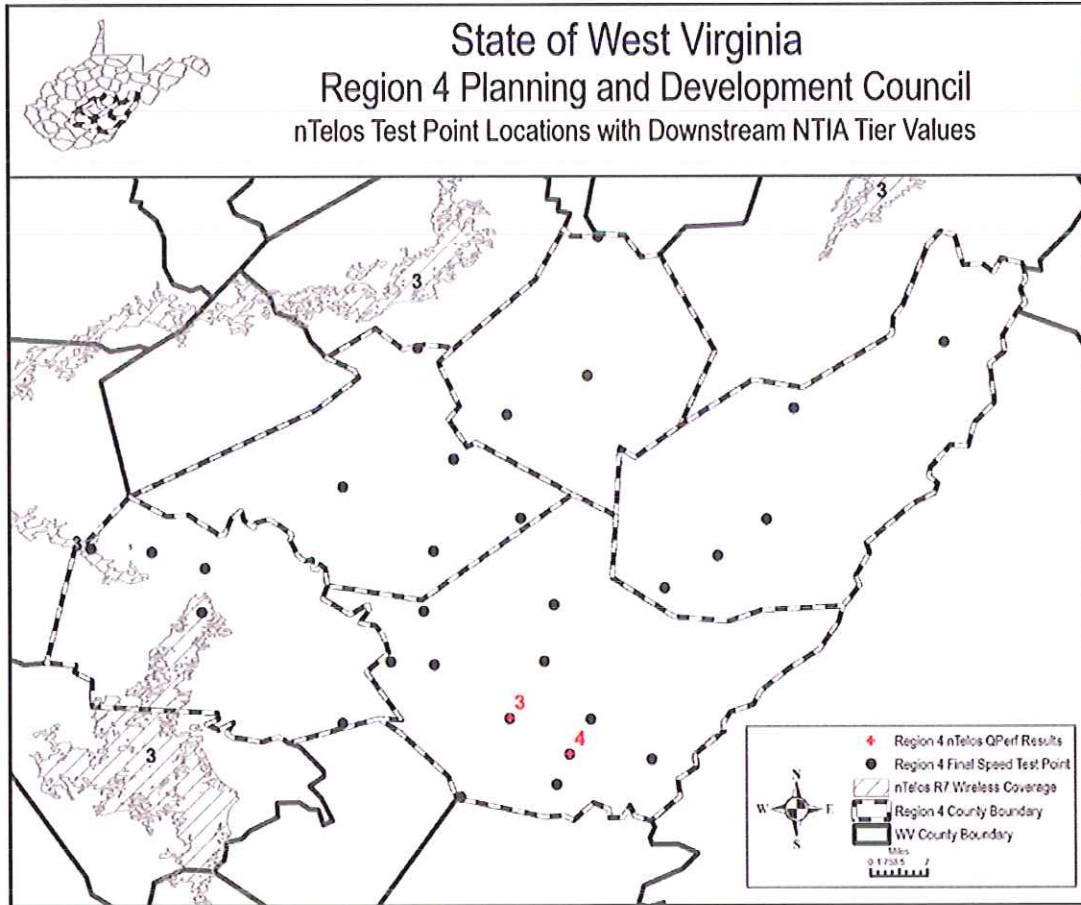 State of West Virginia
Region 4 Planning and Development Council
nTelos Test Point Locations with Downstream NTIA Tier Values
3
3
3
3
4
3
N
W E
S
Region 4 nTelos QPerf Results
Region 4 Final Speed Test Point
nTelos R7 Wireless Coverage
Region 4 County Boundary
WV County Boundary
Miles